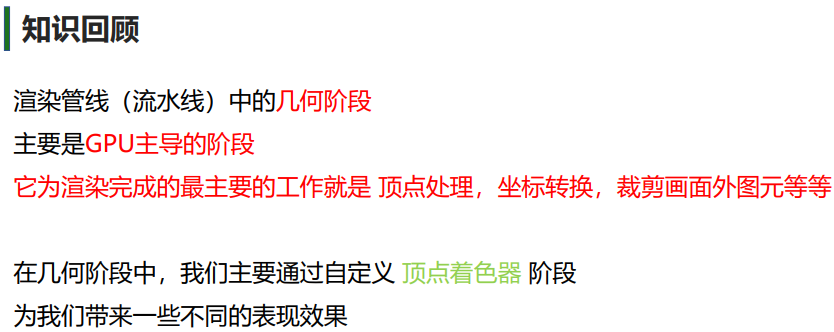 知识回顾
渲染管线（流水线）中的几何阶段
主要是GPU主导的阶段
它为渲染完成的最主要的工作就是 顶点处理，坐标转换，裁剪画面外图元等等
在几何阶段中，我们主要通过自定义 顶点着色器 阶段
为我们带来一些不同的表现效果